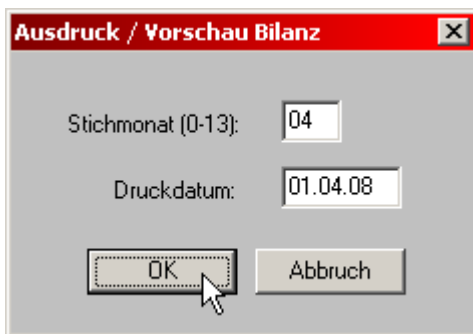 Ausdruck / Vorschau Bilanz
Stichmonat (0-13): 04
Druckdatum: 01.04.08
OK Abbruch